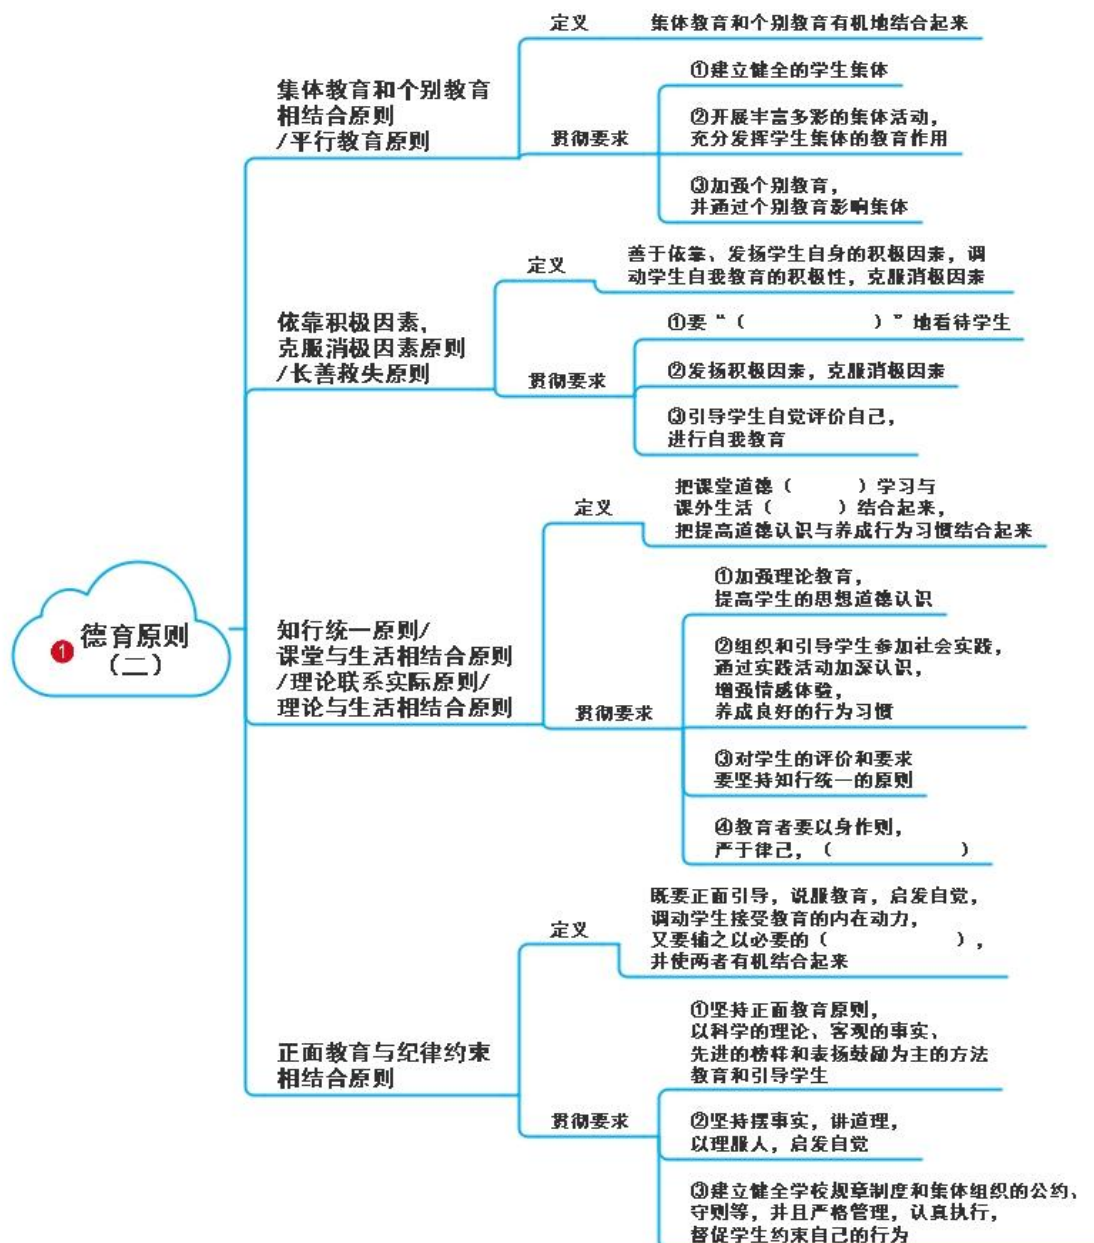 定义
集体教育和个别教育有机地结合起来
集体教育和个别教育
相结合原则
/平行教育原则
贯彻要求
①建立健全的学生集体
②开展丰富多彩的集体活动,
充分发挥学生集体的教育作用
③加强个别教育,
并通过个别教育影响集体
定义
善于依靠、发扬学生自身的积极因素,调
动学生自我教育的积极性,克服消极因素
依靠积极因素,
克服消极因素原则
/长善救失原则
贯彻要求
①要“( )”地看待学生
②发扬积极因素,克服消极因素
③引导学生自觉评价自己,
进行自我教育
定义
把课堂道德( )学习与
课外生活( )结合起来,
把提高道德认识与养成行为习惯结合起来
1
德育原则
(二)
知行统一原则/
课堂与生活相结合原则
/理论联系实际原则/
理论与生活相结合原则
贯彻要求
①加强理论教育,
提高学生的思想道德认识
②组织和引导学生参加社会实践,
通过实践活动加深认识,
增强情感体验,
养成良好的行为习惯
③对学生的评价和要求
要坚持知行统一的原则
④教育者要以身作则,
严于律己,( )
定义
既要正面引导,说服教育,启发自觉,
调动学生接受教育的内在动力,
又要辅之以必要的( ),
并使两者有机结合起来
正面教育与纪律约束
相结合原则
贯彻要求
①坚持正面教育原则,
以科学的理论、客观的事实、
先进的榜样和表扬鼓励为主的方法
教育和引导学生
②坚持摆事实,讲道理,
以理服人,启发自觉
③建立健全学校规章制度和集体组织的公约、
守则等,并且严格管理,认真执行,
督促学生约束自己的行为